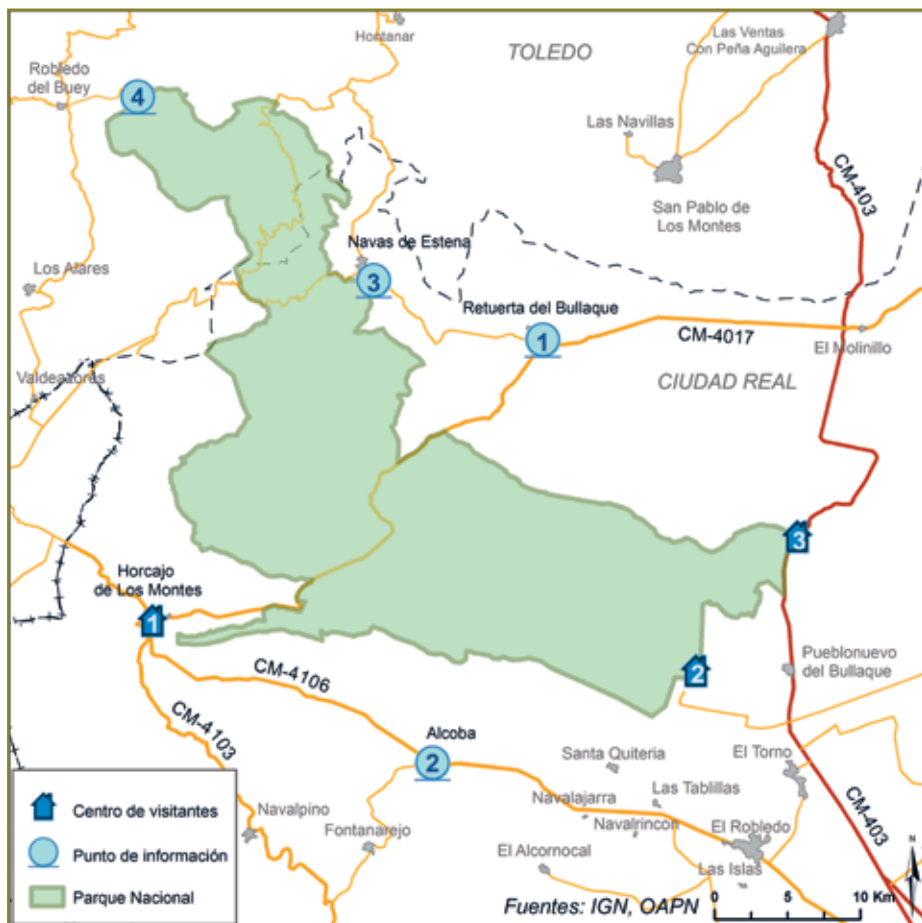 Hontanar
TOLEDO
Las Ventas
Con Peña Aguilera
Robledo
del Buey
4
Las Navillas
CM-403
San Pablo de
Los Montes
Navas de Estena
Los Alares
3
Retuerta del Bullaque
1
CM-4017
El Molinillo
Valdeazores
CIUDAD REAL
3
Horcajo
de Los Montes
1
2
Pueblonuevo
del Bullaque
CM-4106
CM-4103
Alcoba
2
Santa Quiteria
El Torno
Las Tablillas
Navalajarra
CM-403
Navalrincon
El Robledo
Navalpino
Fontanarejo
El Alcornocal
Las Islas
Centro de visitantes
Punto de información
Parque Nacional
N
0 5 10 Km
Fuentes: IGN, OAPN